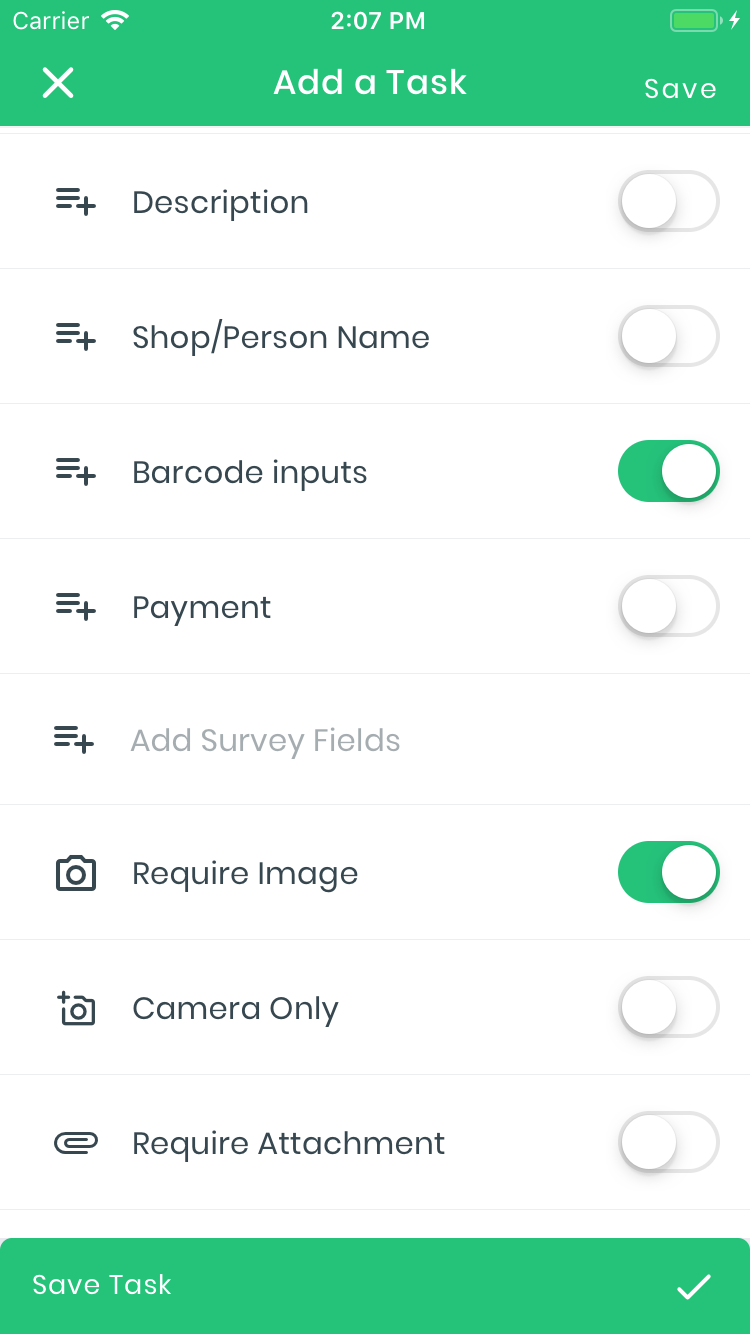 Carrier 2:07 PM
Add a Task Save
Description
Shop/Person Name
Barcode inputs
Payment
Add Survey Fields
Require Image
Camera Only
Require Attachment
Save Task